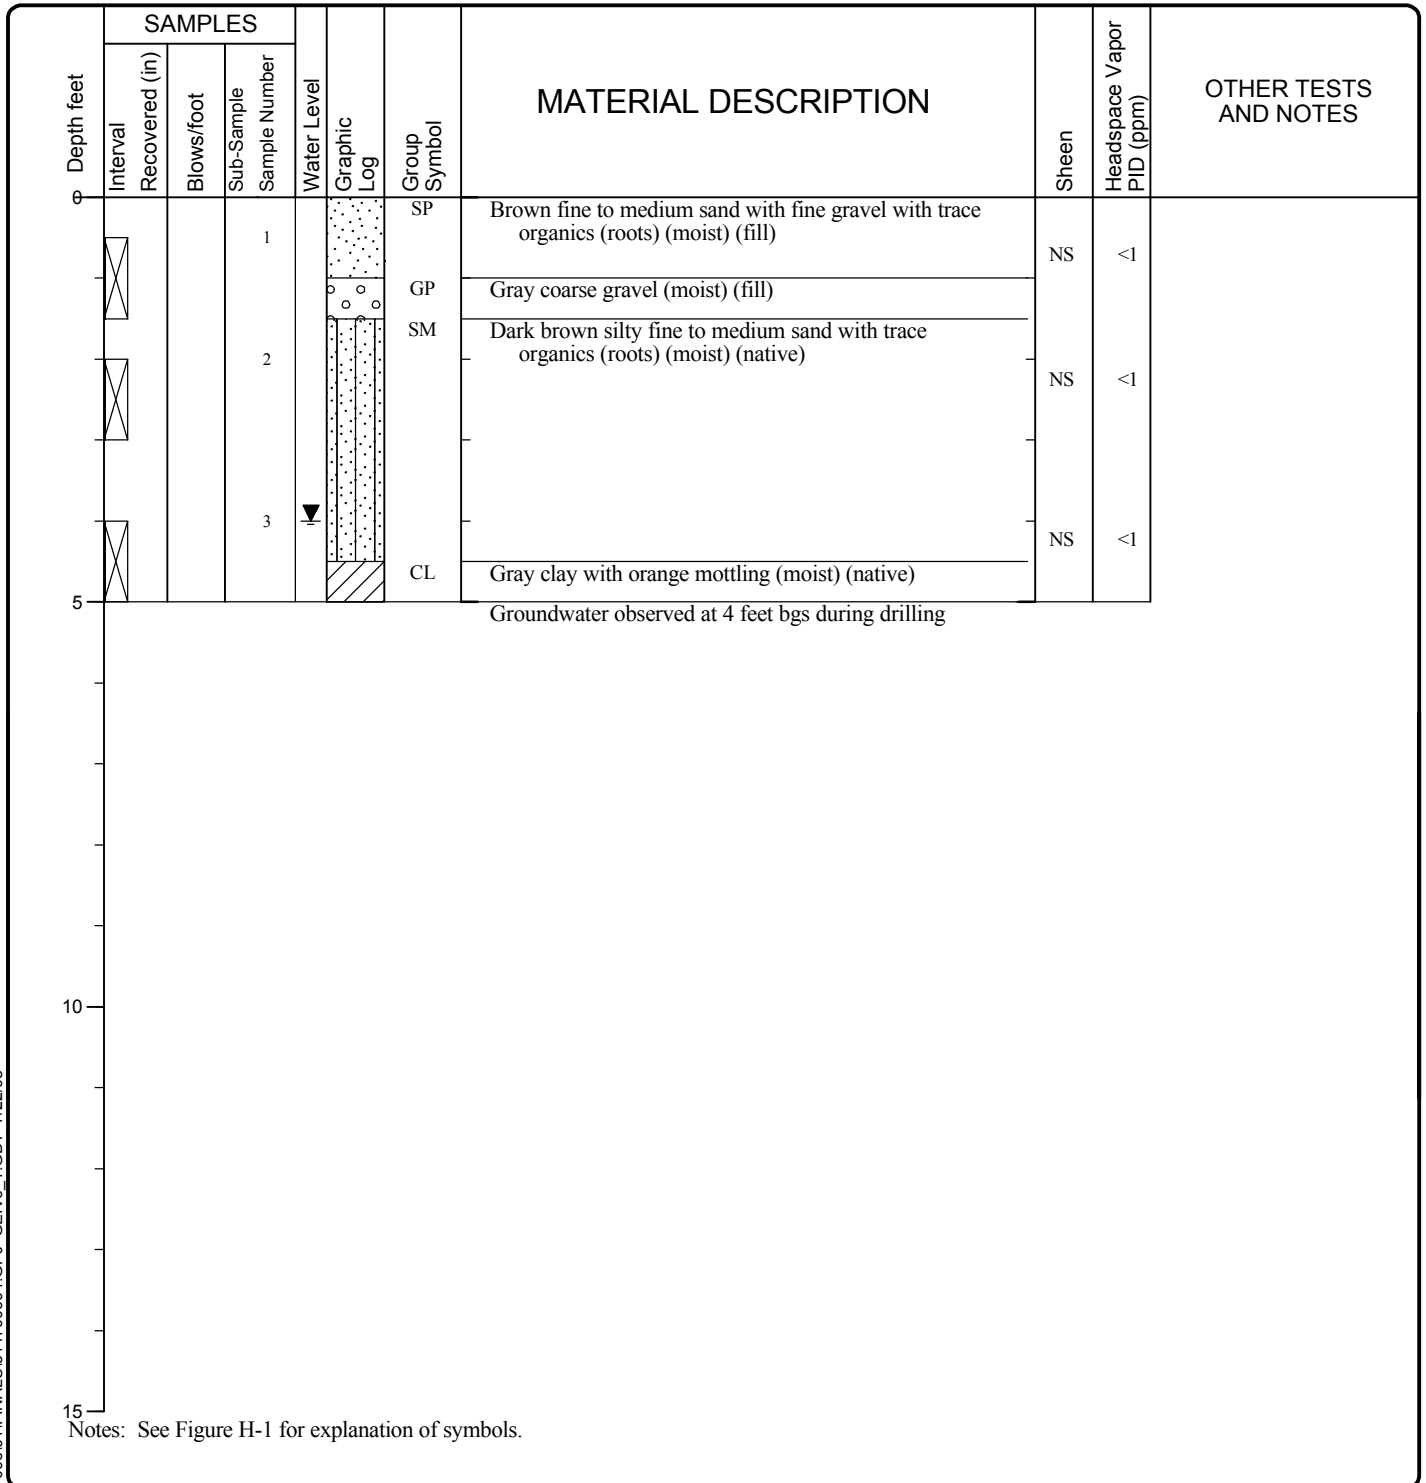 SAMPLES
Depth feet
Interval
Recovered (in)
Blows/foot
Sub-Sample
Sample Number
Water Level
Graphic
Log
Group
Symbol
MATERIAL DESCRIPTION
Sheen
Headspace Vapor
PID (ppm)
OTHER TESTS
AND NOTES
0
SP
Brown fine to medium sand with fine gravel with trace
organics (roots) (moist) (fill)
1
NS
<1
GP
Gray coarse gravel (moist) (fill)
SM
Dark brown silty fine to medium sand with trace
organics (roots) (moist) (native)
2
NS
<1
3
NS
<1
CL
Gray clay with orange mottling (moist) (native)
5
Groundwater observed at 4 feet bgs during drilling
10
15
Notes: See Figure H-1 for explanation of symbols.